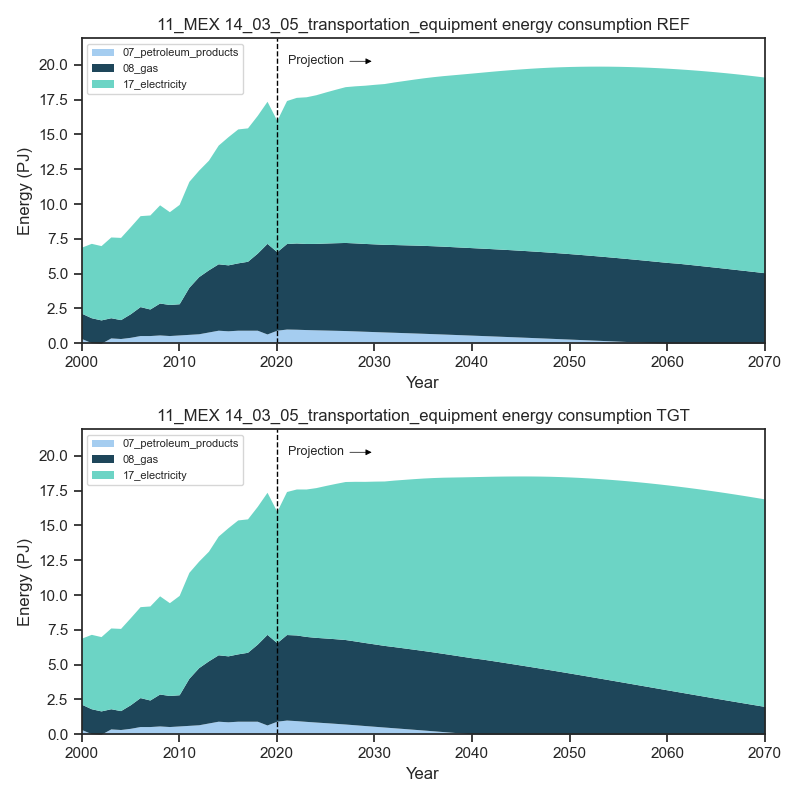 11_MEX 14_03_05_transportation_equipment energy consumption REF
07_petroleum_products
08_gas
17_electricity
Projection
Energy (PJ)
20.0
17.5
15.0
12.5
10.0
7.5
5.0
2.5
0.0
2000 2010 2020 2030 2040 2050 2060 2070
Year
11_MEX 14_03_05_transportation_equipment energy consumption TGT
07_petroleum_products
08_gas
17_electricity
Projection
Energy (PJ)
20.0
17.5
15.0
12.5
10.0
7.5
5.0
2.5
0.0
2000 2010 2020 2030 2040 2050 2060 2070
Year